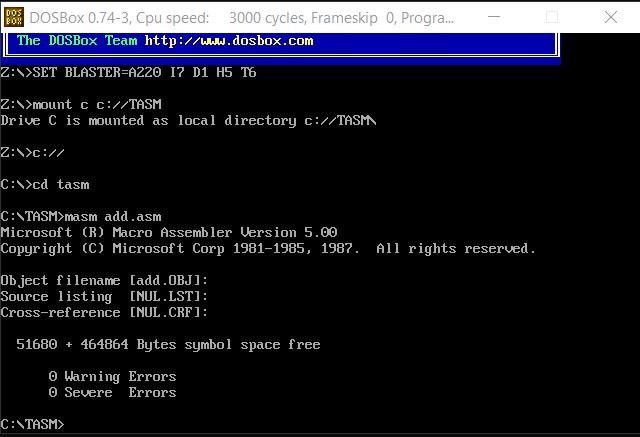 DOSBox 0.74-3, Cpu speed:    3000 cycles, Frameskip  0, Progra...
The DOSBox Team http://www.dosbox.com
Z:\>SET BLASTER=A220 I7 D1 H5 T6
Z:\>mount c c://TASM
Drive C is mounted as local directory c://TASM\
Z:\>c://
C:\>cd tasm
C:\TASM>masm add.asm
Microsoft (R) Macro Assembler Version 5.00
Copyright (C) Microsoft Corp 1981-1985, 1987.  All rights reserved.
Object filename [add.OBJ]:
Source listing  [NUL.LST]:
Cross-reference [NUL.CRF]:
51680 + 464864 Bytes symbol space free
0 Warning Errors
0 Severe  Errors
C:\TASM>